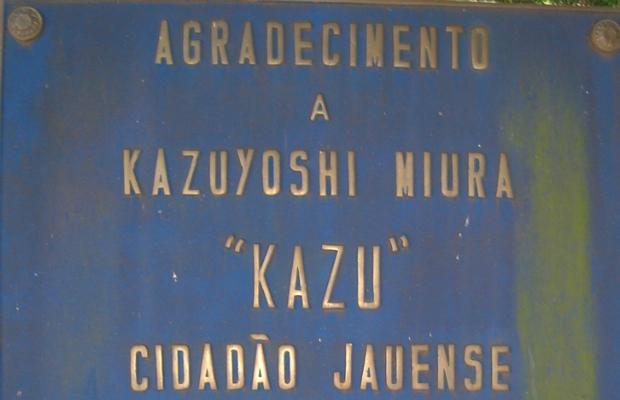 AGRADECIMENTO
A
KAZUYOSHI MIURA
"KAZU"
CIDADÃO JAUENSE